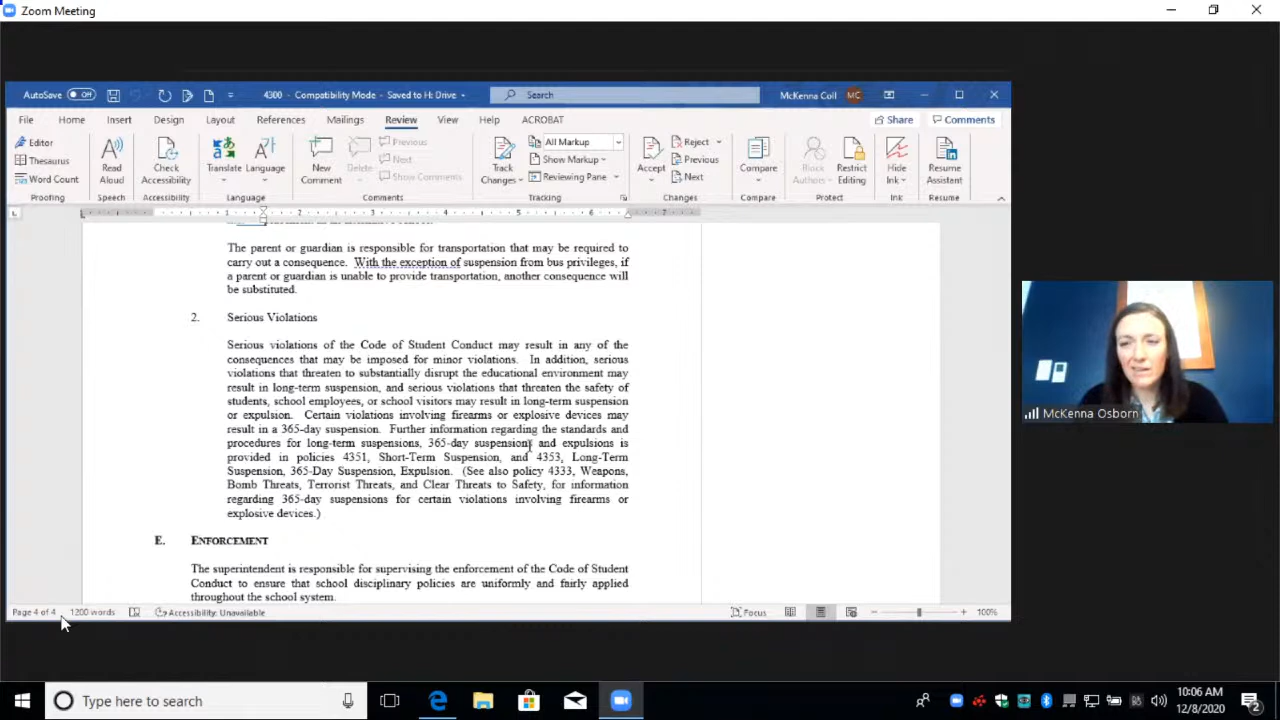 Zoom Meeting
AutoSave Off 4300 - Compatibility Mode - Saved to H: Drive Search McKenna Coll MC
File Home Insert Design Layout References Mailings Review View Help ACROBAT Share Comments
Editor
Thesaurus
Word Count
Proofing
Read Aloud
Speech
Check Accessibility
Accessibility
Translate Language
Language
New Comment
Delete
Previous
Next
Show Comments
Comments
Track Changes
All Markup
Show Markup
Reviewing Pane
Tracking
Accept
Reject
Previous
Next
Changes
Compare
Compare
Block Authors
Restrict Editing
Protect
Hide Ink
Ink
Resume Assistant
Resume
1 2 3 4 5 6 7
The parent or guardian is responsible for transportation that may be required to
carry out a consequence. With the exception of suspension from bus privileges, if
a parent or guardian is unable to provide transportation, another consequence will
be substituted.
2. Serious Violations
Serious violations of the Code of Student Conduct may result in any of the
consequences that may be imposed for minor violations. In addition, serious
violations that threaten to substantially disrupt the educational environment may
result in long-term suspension, and serious violations that threaten the safety of
students, school employees, or school visitors may result in long-term suspension
or expulsion. Certain violations involving firearms or explosive devices may
result in a 365-day suspension. Further information regarding the standards and
procedures for long-term suspensions, 365-day suspensions and expulsions is
provided in policies 4351, Short-Term Suspension, and 4353, Long-Term
Suspension, 365-Day Suspension, Expulsion. (See also policy 4333, Weapons,
Bomb Threats, Terrorist Threats, and Clear Threats to Safety, for information
regarding 365-day suspensions for certain violations involving firearms or
explosive devices.)
E. ENFORCEMENT
The superintendent is responsible for supervising the enforcement of the Code of Student
Conduct to ensure that school disciplinary policies are uniformly and fairly applied
throughout the school system.
Page 4 of 4 1200 words Accessibility: Unavailable Focus 100%
McKenna Osborn
Type here to search
10:06 AM
12/8/2020
2